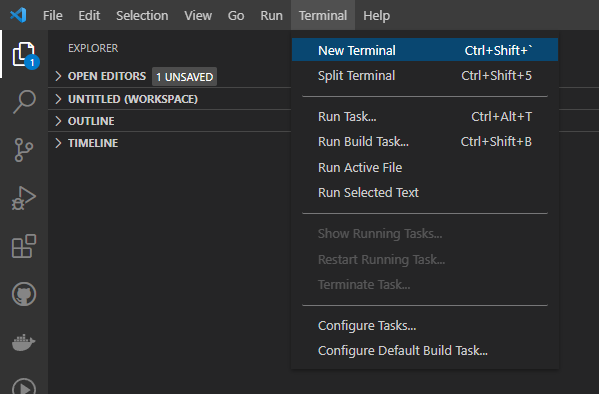 File Edit Selection View Go Run Terminal Help
EXPLORER
OPEN EDITORS 1 UNSAVED
UNTITLED (WORKSPACE)
OUTLINE
TIMELINE
1
New Terminal Ctrl+Shift+`
Split Terminal Ctrl+Shift+5
Run Task... Ctrl+Alt+T
Run Build Task... Ctrl+Shift+B
Run Active File
Run Selected Text
Show Running Tasks...
Restart Running Task...
Terminate Task...
Configure Tasks...
Configure Default Build Task...